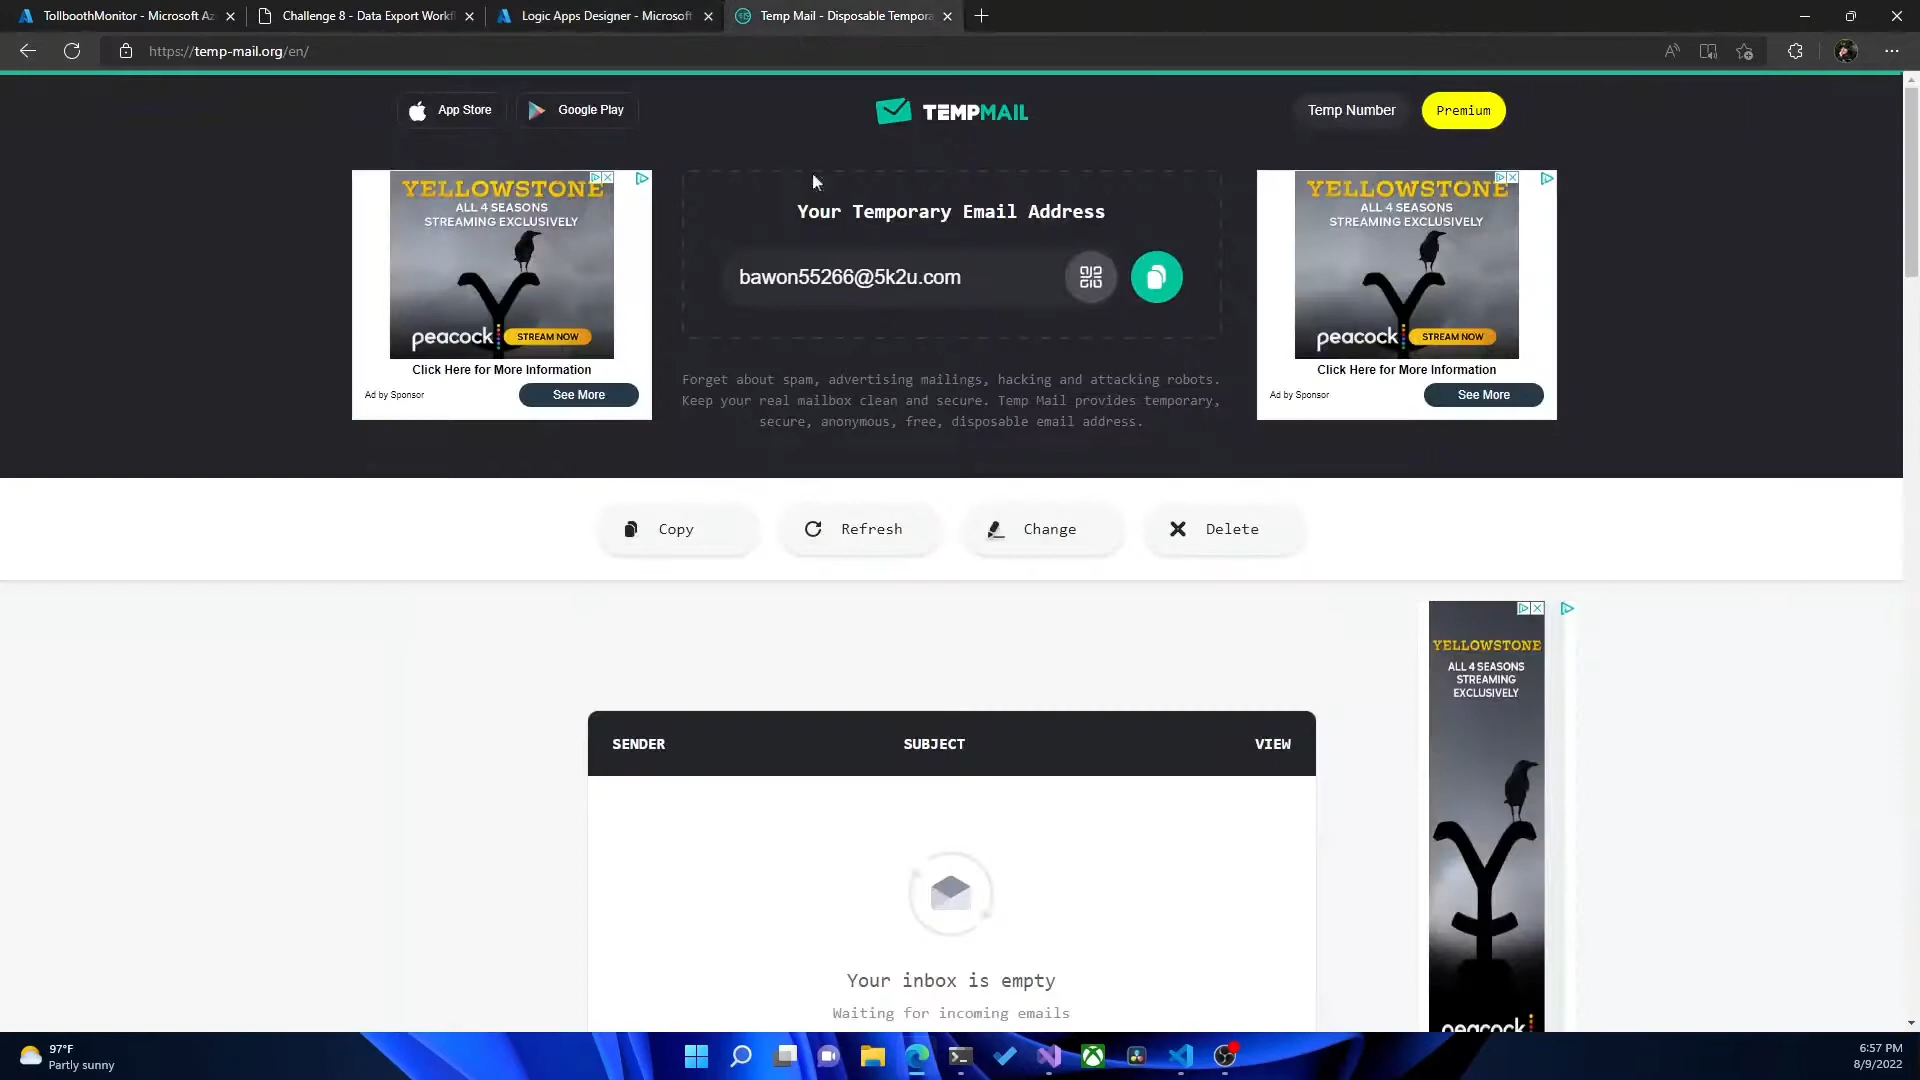 TollboothMonitor - Microsoft Az
Challenge 8 - Data Export Workf
Logic Apps Designer - Microsoft
Temp Mail - Disposable Tempora
https://temp-mail.org/en/
App Store
Google Play
TEMPMAIL
Temp Number
Premium
YELLOWSTONE
ALL 4 SEASONS
STREAMING EXCLUSIVELY
peacock
STREAM NOW
Click Here for More Information
Ad by Sponsor
See More
Your Temporary Email Address
bawon55266@5k2u.com
Forget about spam, advertising mailings, hacking and attacking robots.
Keep your real mailbox clean and secure. Temp Mail provides temporary,
secure, anonymous, free, disposable email address.
YELLOWSTONE
ALL 4 SEASONS
STREAMING EXCLUSIVELY
peacock
STREAM NOW
Click Here for More Information
Ad by Sponsor
See More
Copy
Refresh
Change
Delete
SENDER
SUBJECT
VIEW
Your inbox is empty
Waiting for incoming emails
YELLOWSTONE
ALL 4 SEASONS
STREAMING
EXCLUSIVELY
peacock
97°F
Partly sunny
6:57 PM
8/9/2022